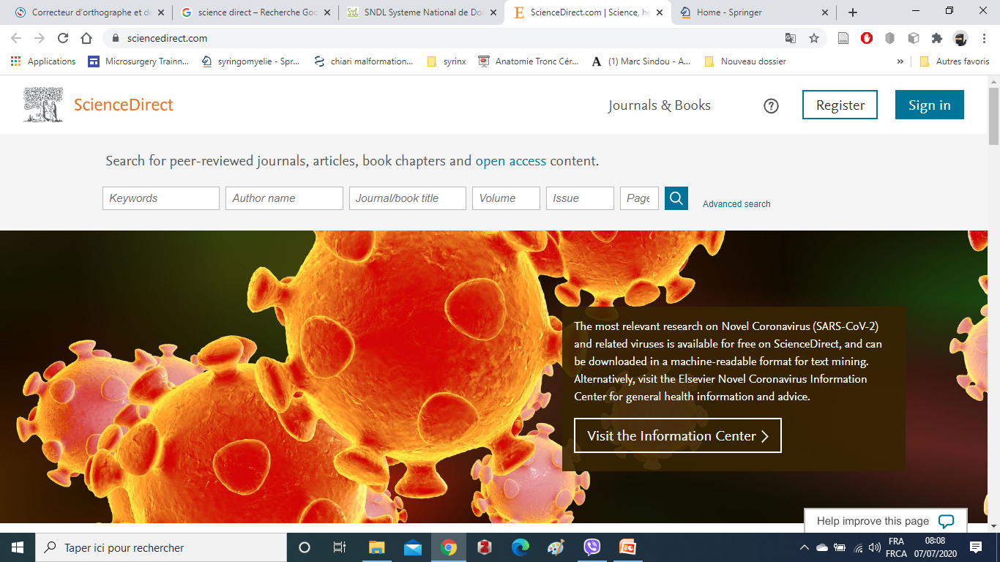 Correcteur d'orthographe et de
science direct – Recherche Goo
SNDL Systeme National de Doc
ScienceDirect.com | Science, he
Home - Springer
sciencedirect.com
Applications
Microsurgery Trainn...
syringomyelie - Spr...
chiari malformation...
syrinx
Anatomie Tronc Cér...
(1) Marc Sindou - A...
Nouveau dossier
»
Autres favoris
ScienceDirect
Journals & Books
Register
Sign in
Search for peer-reviewed journals, articles, book chapters and open access content.
Keywords
Author name
Journal/book title
Volume
Issue
Page
Advanced search
The most relevant research on Novel Coronavirus (SARS-CoV-2)
and related viruses is available for free on ScienceDirect, and can
be downloaded in a machine-readable format for text mining.
Alternatively, visit the Elsevier Novel Coronavirus Information
Center for general health information and advice.
Visit the Information Center
Help improve this page
Taper ici pour rechercher
FRA
FRCA
08:08
07/07/2020